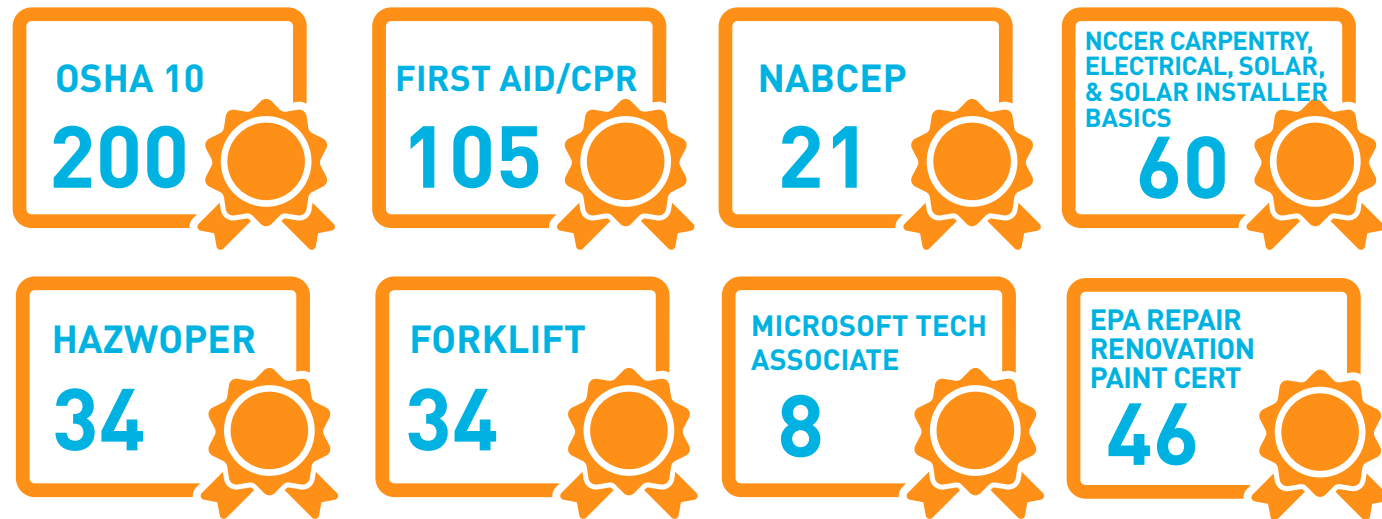 OSHA 10
200
FIRST AID/CPR
105
NABCEP
21
NCCER CARPENTRY,
ELECTRICAL, SOLAR,
& SOLAR INSTALLER
BASICS
60
HAZWOPER
34
FORKLIFT
34
MICROSOFT TECH
ASSOCIATE
8
EPA REPAIR
RENOVATION
PAINT CERT
46